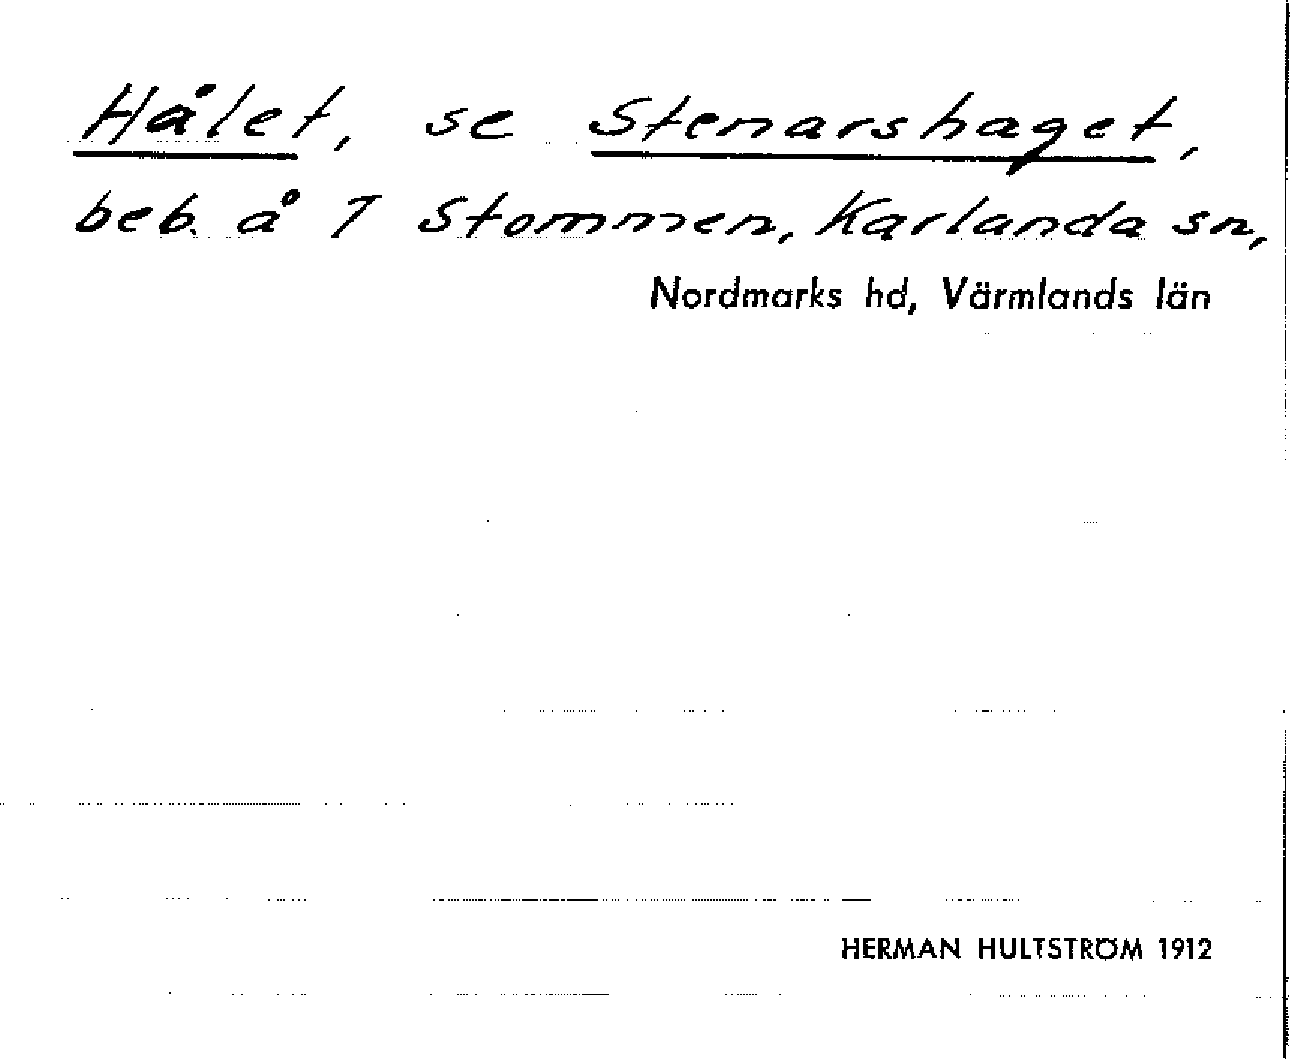 Hålet, se Stenarshaget,
beb. å 7 Stommen, Karlanda sn,
Nordmarks hd, Värmlands län
HERMAN HULTSTRÖM 1912